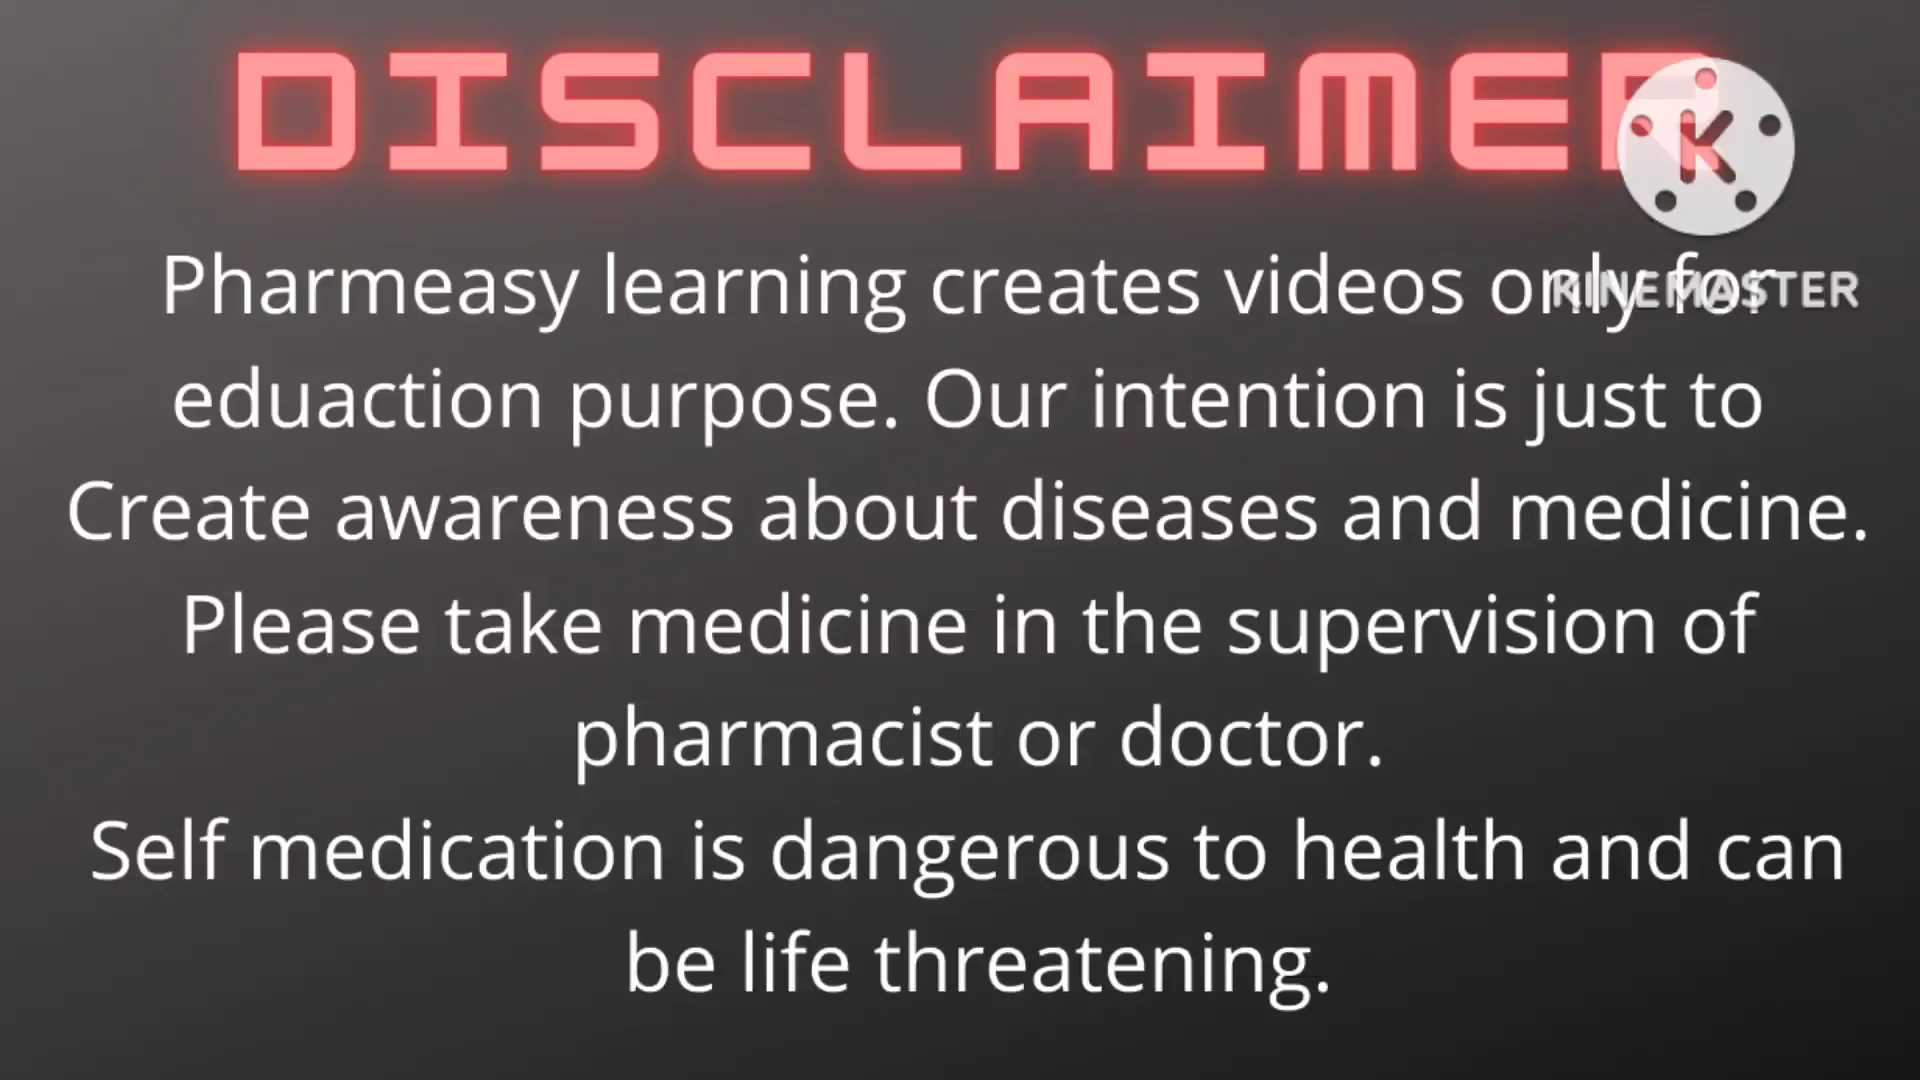 DISCLAIMER
Pharmeasy learning creates videos only for
KINEMASTER
eduaction purpose. Our intention is just to
Create awareness about diseases and medicine.
Please take medicine in the supervision of
pharmacist or doctor.
Self medication is dangerous to health and can
be life threatening.